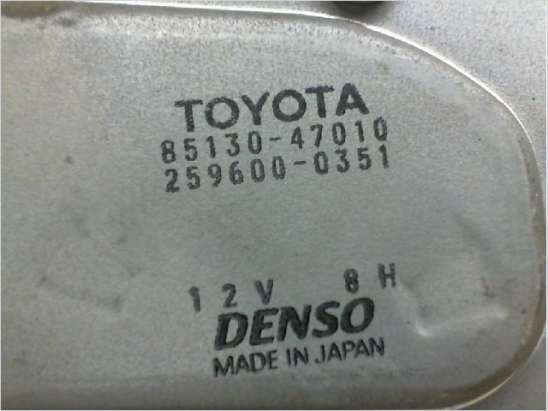 TOYOTA
85130-47010
259600-0351
12V 8H
DENSO
MADE IN JAPAN